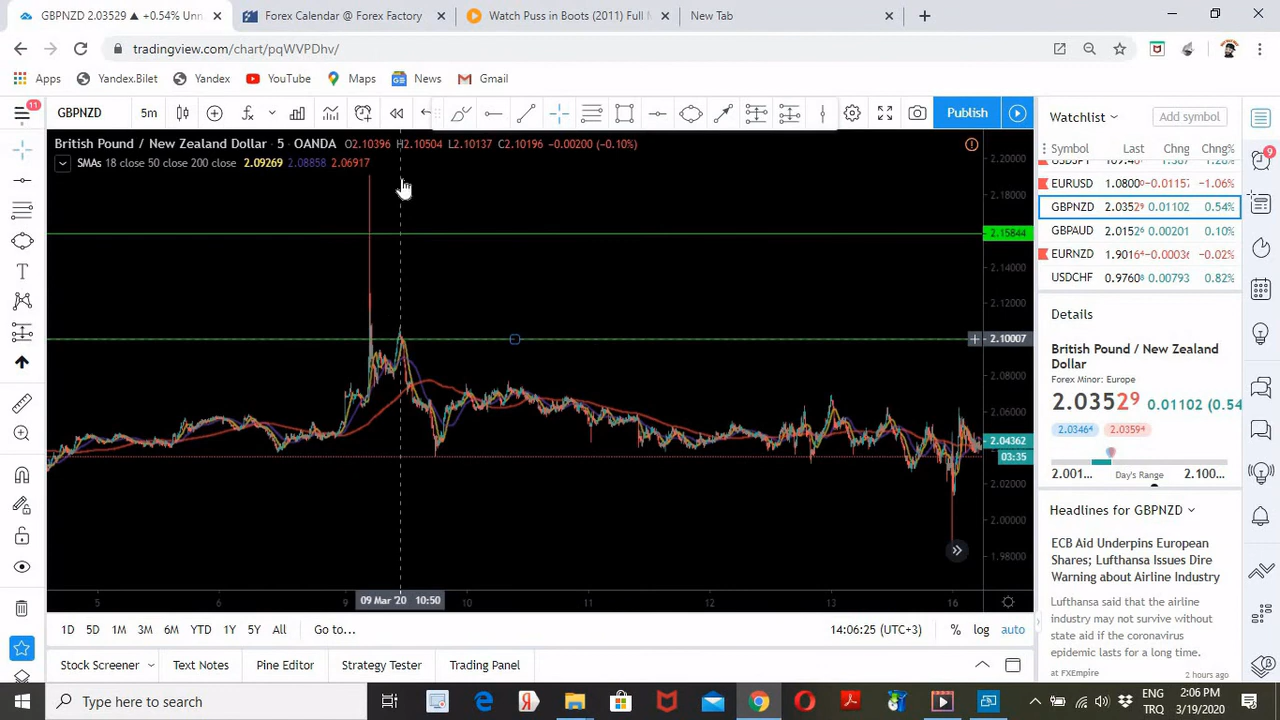 GBPNZD 2.03529 ▲ +0.54% Unn
Forex Calendar @ Forex Factory
Watch Puss in Boots (2011) Full M
New Tab
tradingview.com/chart/pqWVPDhv/
Apps
Yandex.Bilet
Yandex
YouTube
Maps
News
Gmail
11
GBPNZD
5m
Publish
British Pound / New Zealand Dollar · 5 · OANDA O2.10396 H2.10504 L2.10137 C2.10196 −0.00200 (−0.10%)
SMAs 18 close 50 close 200 close 2.09269 2.08858 2.06917
2.20000
2.18000
2.15844
2.14000
2.12000
2.10007
2.08000
2.06000
2.04362
03:35
2.02000
2.00000
1.98000
5
6
9
09 Mar '20 10:50
10
11
12
13
16
1D 5D 1M 3M 6M YTD 1Y 5Y All Go to...
14:06:25 (UTC+3)
% log auto
Stock Screener
Text Notes
Pine Editor
Strategy Tester
Trading Panel
Watchlist
Add symbol
Symbol Last Chng Chng%
EURUSD 1.0800 −0.01157 −1.06%
GBPNZD 2.03529 0.01102 0.54%
GBPAUD 2.01526 0.00201 0.10%
EURNZD 1.90164 −0.00036 −0.02%
USDCHF 0.9760 0.00793 0.82%
Details
British Pound / New Zealand
Dollar
Forex Minor: Europe
2.03529 0.01102 (0.54
2.03464 2.03594
2.001... Day's Range 2.100...
Headlines for GBPNZD
ECB Aid Underpins European
Shares; Lufthansa Issues Dire
Warning about Airline Industry
Lufthansa said that the airline
industry may not survive without
state aid if the coronavirus
epidemic lasts for a long time.
at FXEmpire
2 hours ago
9
Type here to search
ENG
TRQ
2:06 PM
3/19/2020